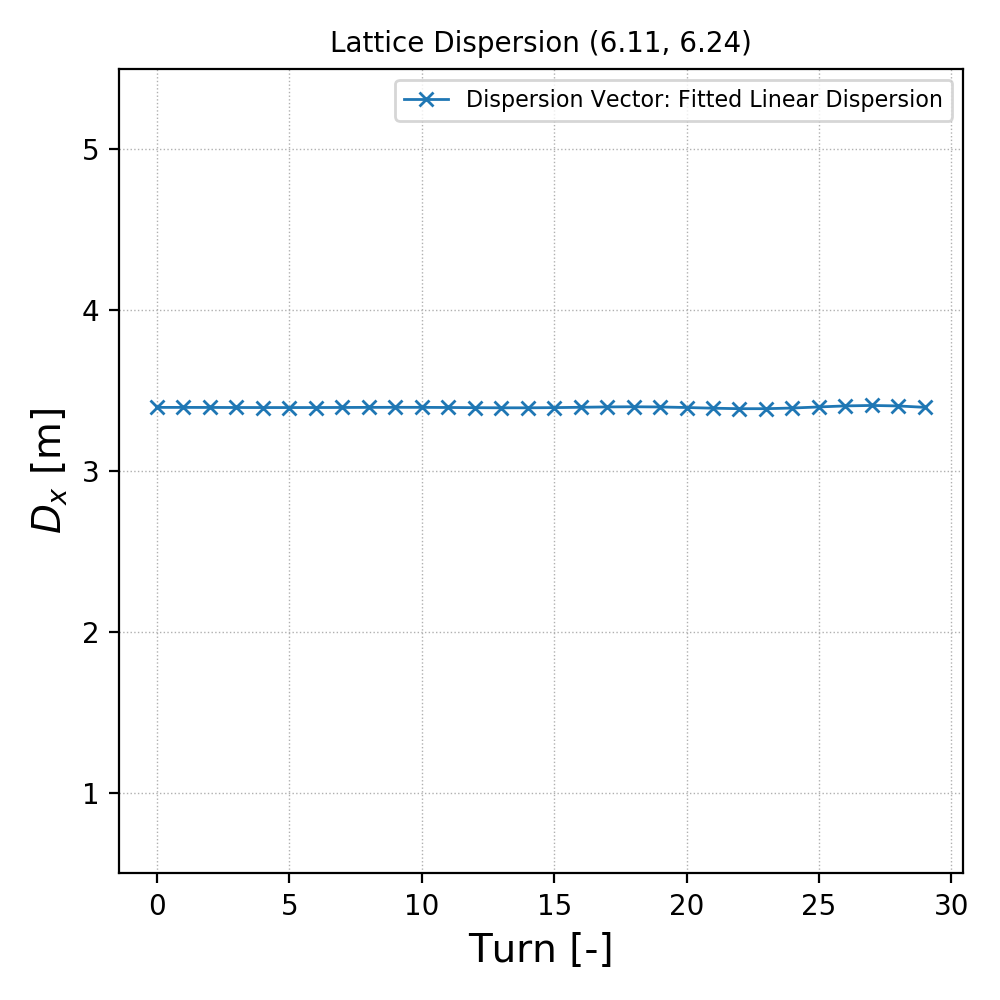 Lattice Dispersion (6.11, 6.24)
Dispersion Vector: Fitted Linear Dispersion
5
4
3
2
1
Dx [m]
0 5 10 15 20 25 30
Turn [-]